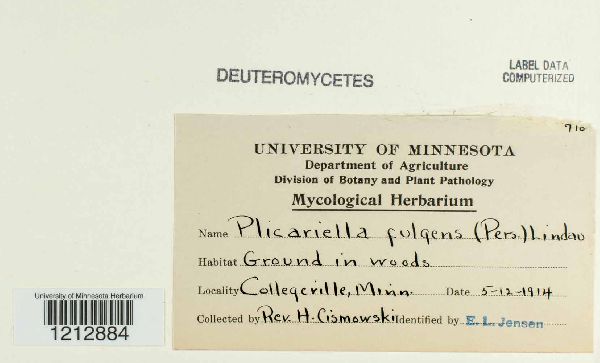 DEUTEROMYCETES
LABEL DATA
COMPUTERIZED
710
UNIVERSITY OF MINNESOTA
Department of Agriculture
Division of Botany and Plant Pathology
Mycological Herbarium
Name Plicariella fulgens (Pers.) Lindau
Habitat Ground in woods
Locality Collegeville, Minn. Date 5-12-1914
Collected by Rev. H. Cismowski Identified by E. L. Jensen
University of Minnesota Herbarium
1212884